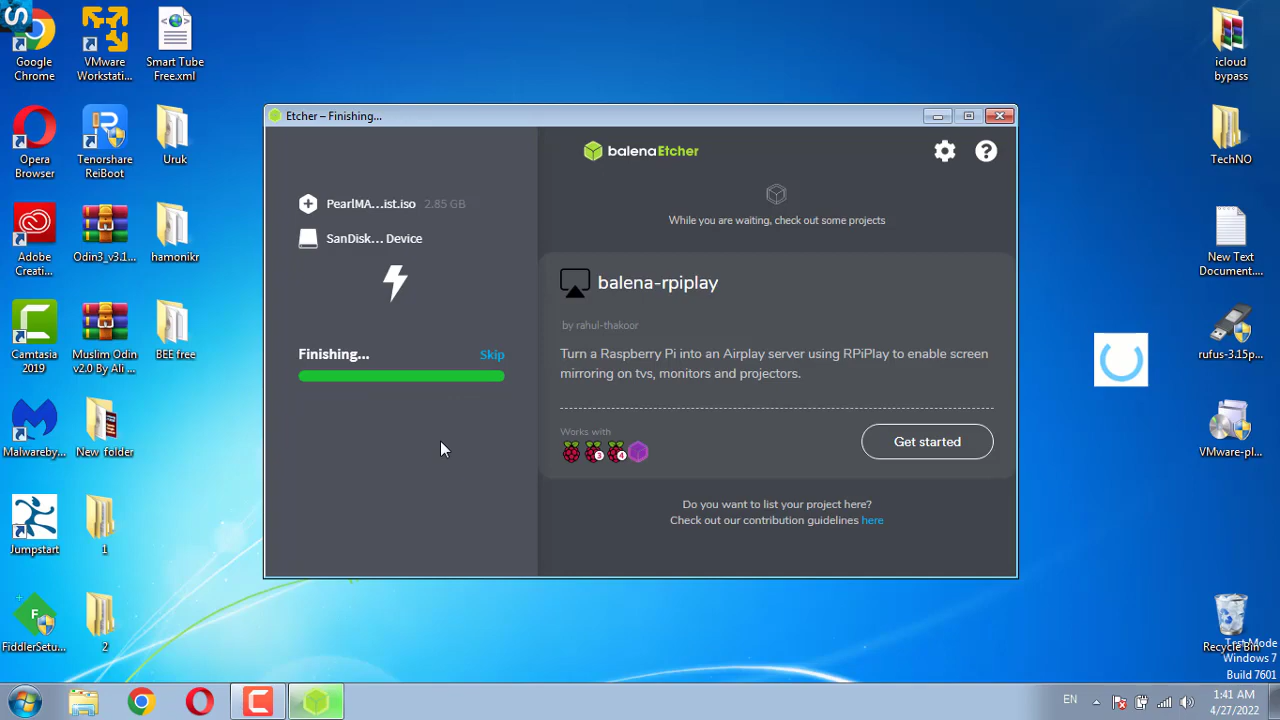 Google
Chrome
VMware
Workstati...
Smart Tube
Free.xml
Opera
Browser
Tenorshare
ReiBoot
Uruk
Adobe
Creati...
Odin3_v3.1...
hamonikr
Camtasia
2019
Muslim Odin
v2.0 By Ali ...
BEE free
Malwareby...
New folder
Jumpstart
1
FiddlerSetu...
2
Etcher – Finishing...
PearlMA...ist.iso 2.85 GB
SanDisk... Device
Finishing...
Skip
balenaEtcher
While you are waiting, check out some projects
balena-rpiplay
by rahul-thakoor
Turn a Raspberry Pi into an Airplay server using RPiPlay to enable screen
mirroring on tvs, monitors and projectors.
Works with
3
4
Get started
Do you want to list your project here?
Check out our contribution guidelines here
icloud
bypass
TechNO
New Text
Document....
rufus-3.15p...
VMware-pl...
Recycle Bin
Test Mode
Windows 7
Build 7601
EN
1:41 AM
4/27/2022